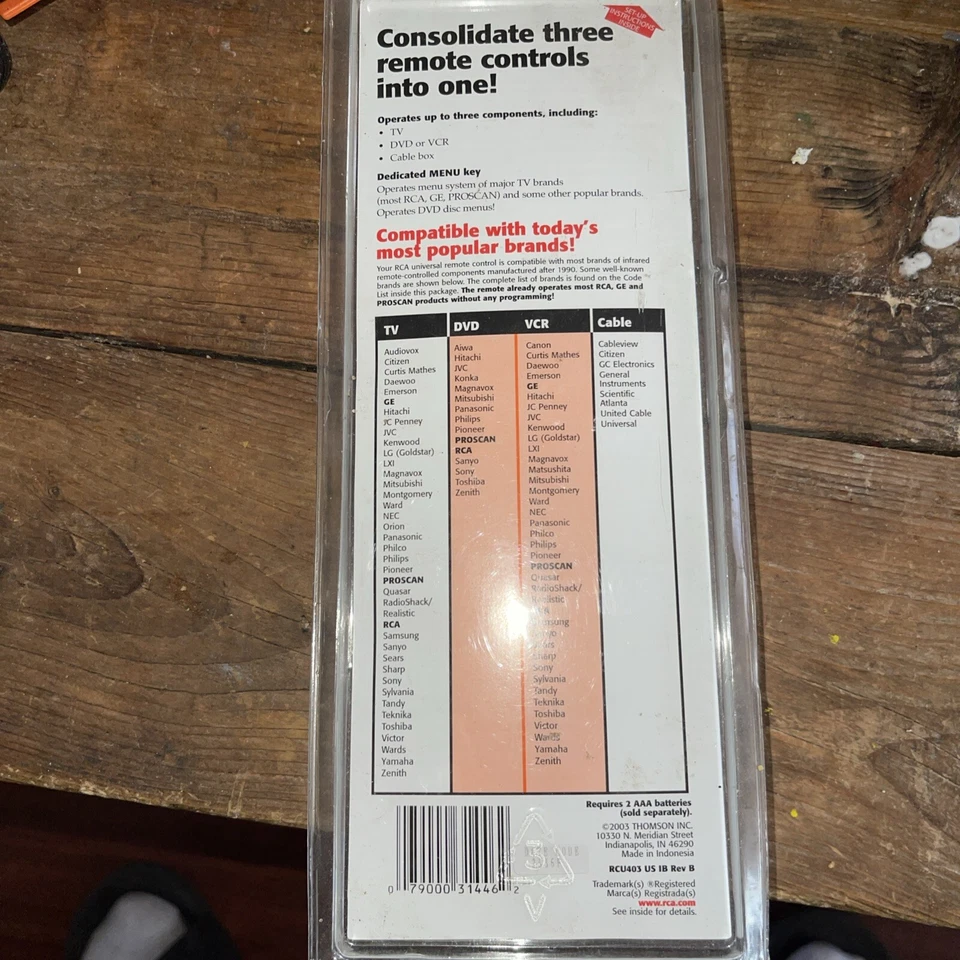 SET-UP
INSTRUCTIONS
INSIDE
Consolidate three
remote controls
into one!
Operates up to three components, including:
• TV
• DVD or VCR
• Cable box
Dedicated MENU key
Operates menu system of major TV brands
(most RCA, GE, PROSCAN) and some other popular brands.
Operates DVD disc menus!
Compatible with today's
most popular brands!
Your RCA universal remote control is compatible with most brands of infrared
remote-controlled components manufactured after 1990. Some well-known
brands are shown below. The complete list of brands is found on the Code
List inside this package. The remote already operates most RCA, GE and
PROSCAN products without any programming!
TV
Audiovox
Citizen
Curtis Mathes
Daewoo
Emerson
GE
Hitachi
JC Penney
JVC
Kenwood
LG (Goldstar)
LXI
Magnavox
Mitsubishi
Montgomery
Ward
NEC
Orion
Panasonic
Philco
Philips
Pioneer
PROSCAN
Quasar
RadioShack/
Realistic
RCA
Samsung
Sanyo
Sears
Sharp
Sony
Sylvania
Tandy
Teknika
Toshiba
Victor
Wards
Yamaha
Zenith
DVD
Aiwa
Hitachi
JVC
Konka
Magnavox
Mitsubishi
Panasonic
Philips
Pioneer
PROSCAN
RCA
Sanyo
Sony
Toshiba
Zenith
VCR
Canon
Curtis Mathes
Daewoo
Emerson
GE
Hitachi
JC Penney
JVC
Kenwood
LG (Goldstar)
LXI
Magnavox
Matsushita
Mitsubishi
Montgomery
Ward
NEC
Panasonic
Philco
Philips
Pioneer
PROSCAN
Quasar
RadioShack/
Realistic
Samsung
Sharp
Sony
Sylvania
Tandy
Teknika
Toshiba
Victor
Wards
Yamaha
Zenith
Cable
Cableview
Citizen
GC Electronics
General
Instruments
Scientific
Atlanta
United Cable
Universal
Requires 2 AAA batteries
(sold separately).
©2003 THOMSON INC.
10330 N. Meridian Street
Indianapolis, IN 46290
Made in Indonesia
RCU403 US IB Rev B
Trademark(s) ®Registered
Marca(s) Registrada(s)
www.rca.com
See inside for details.
0 79000 31446 2